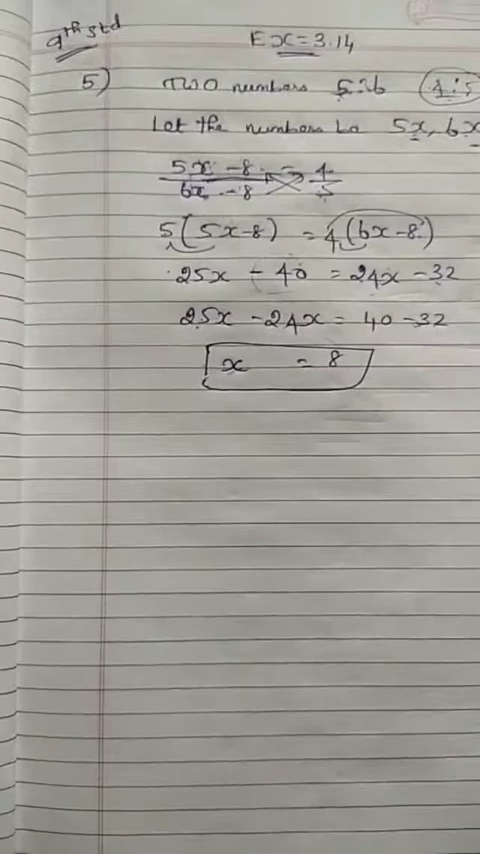 9th Std
Ex = 3.14
5) Two numbers 5:6 4:5
Let the numbers be 5x, 6x
5x - 8 = 4
6x - 8 5
5(5x-8) = 4(6x-8)
25x - 40 = 24x - 32
25x - 24x = 40 - 32
x = 8